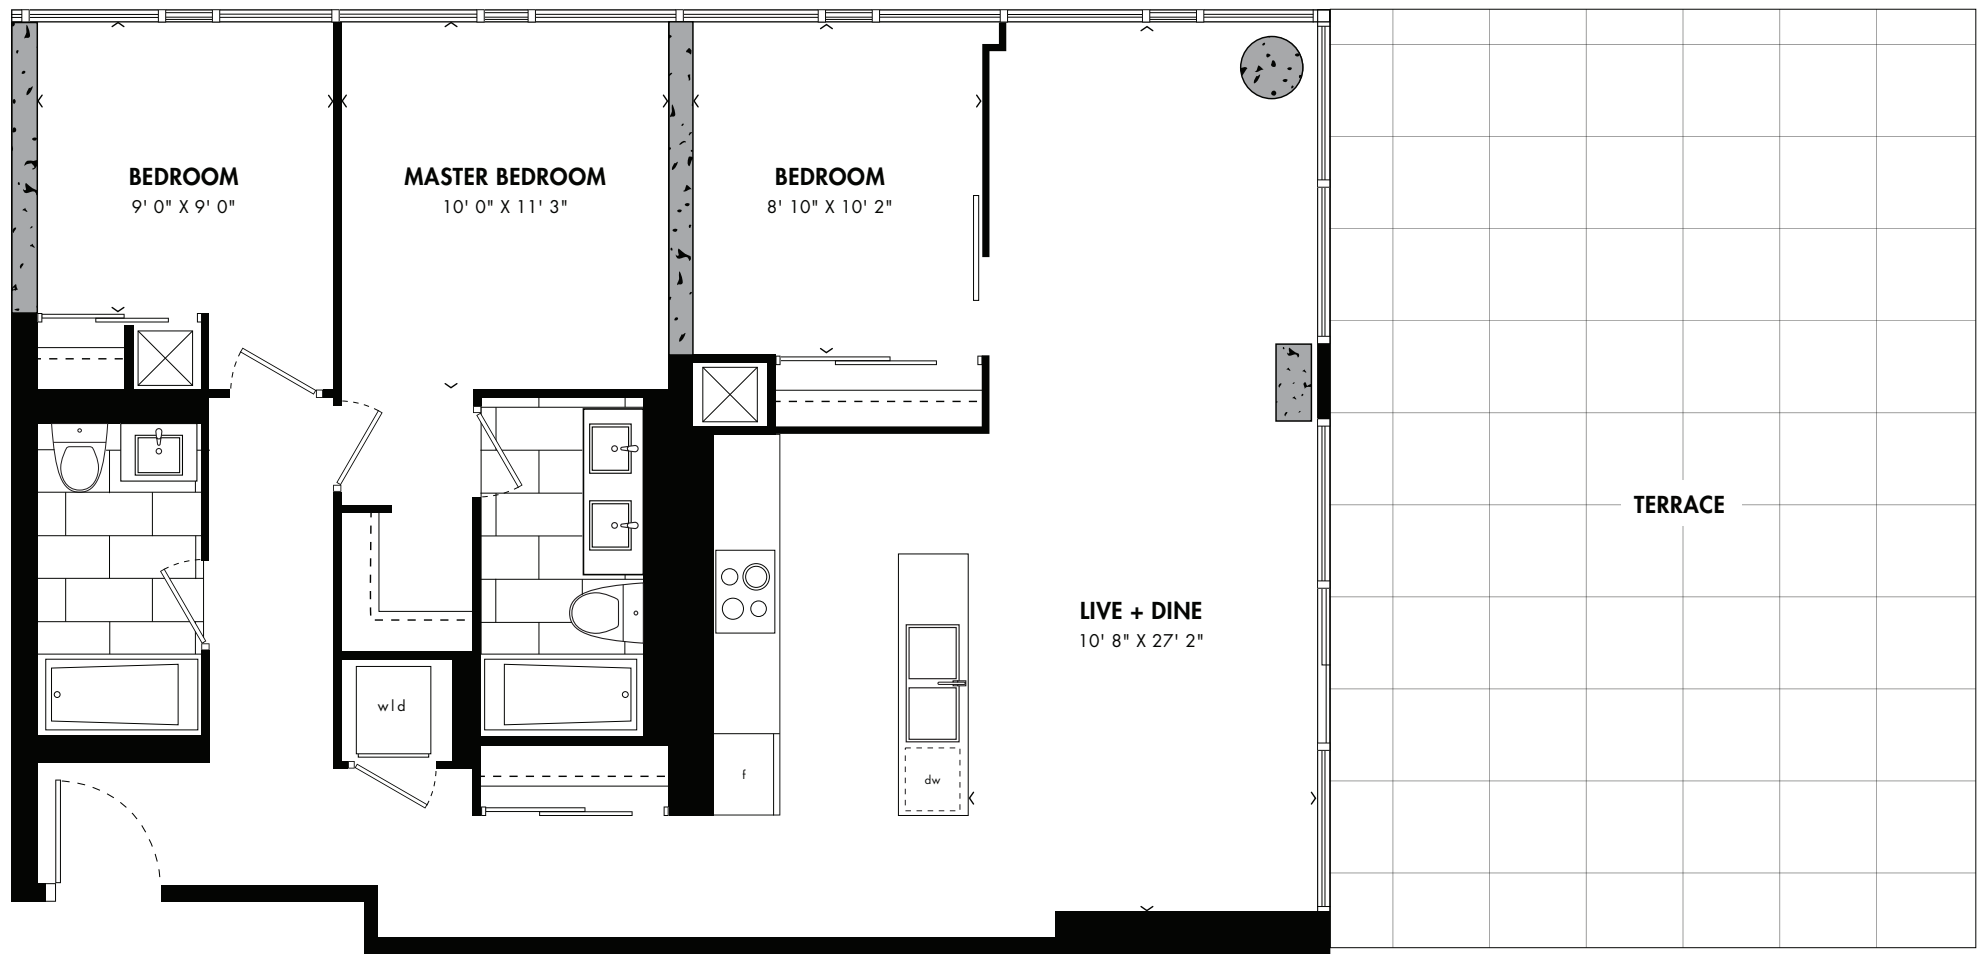 BEDROOM
9' 0" X 9' 0"
MASTER BEDROOM
10' 0" X 11' 3"
BEDROOM
8' 10" X 10' 2"
TERRACE
LIVE + DINE
10' 8" X 27' 2"
wld
f
dw